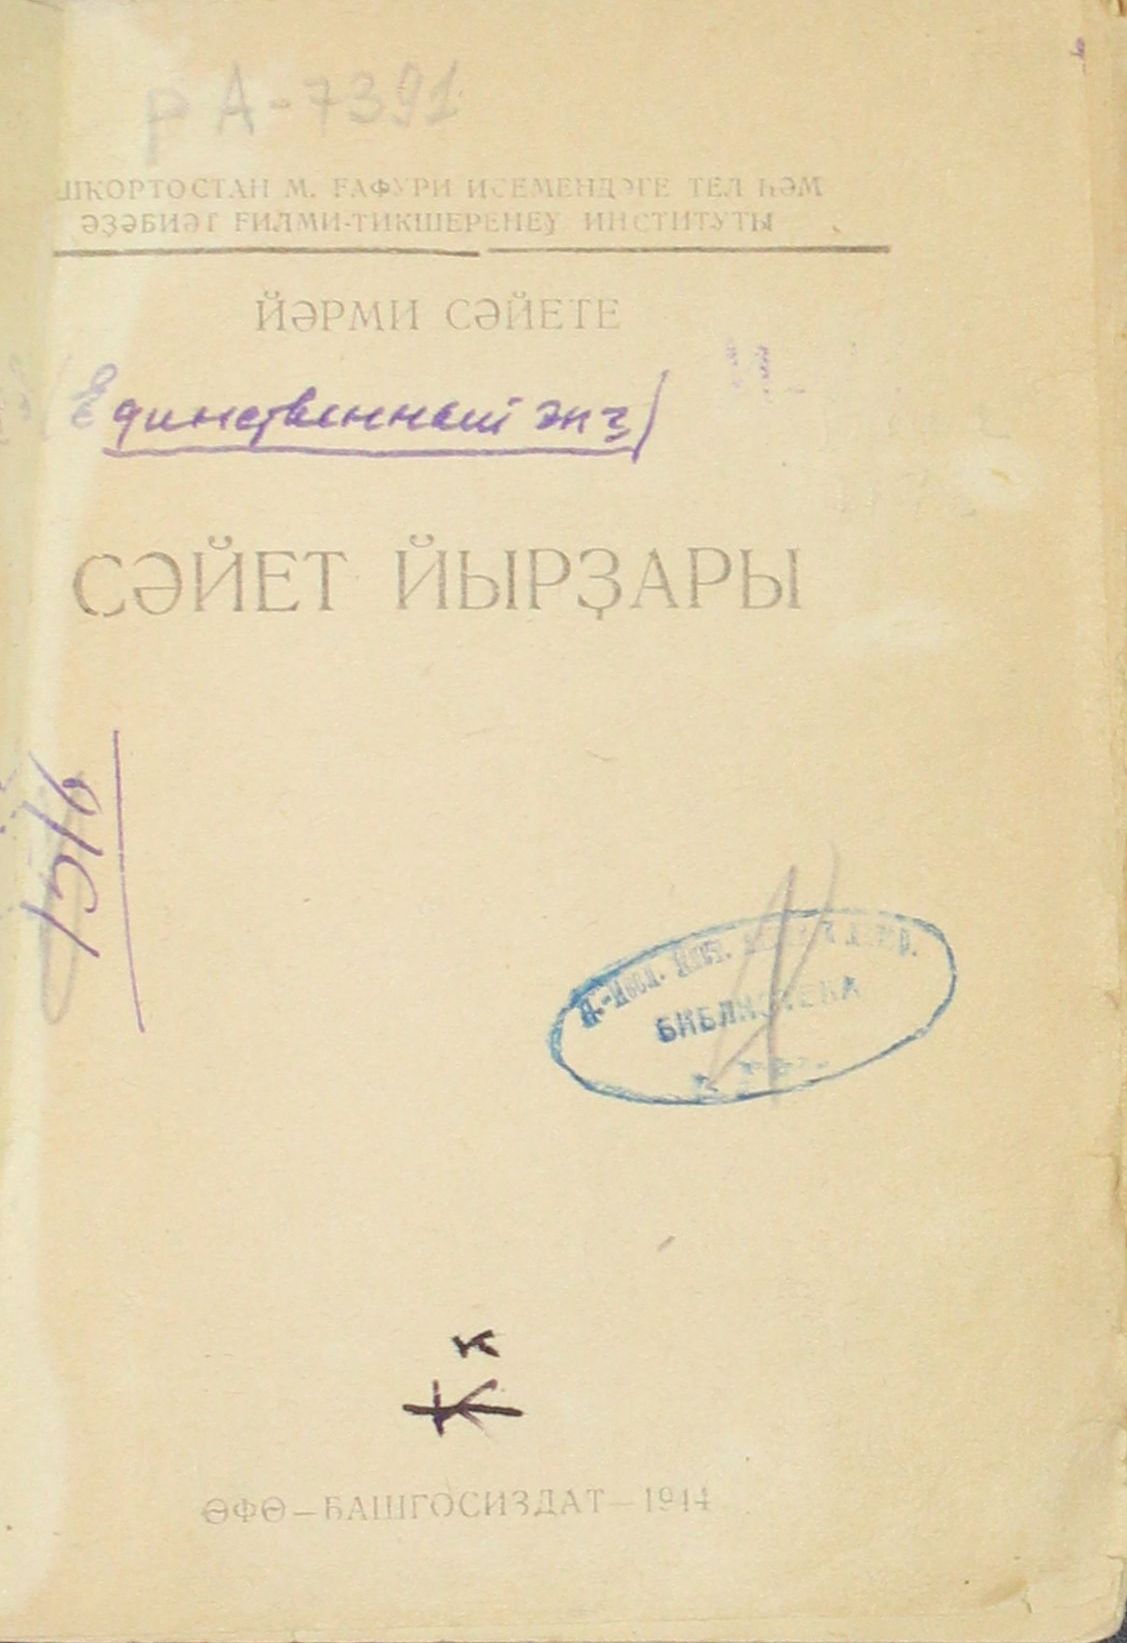 РА-7391
ШҠОРТОСТАН М. ҒАФУРИ ИСЕМЕНДӘГЕ ТЕЛ ҺӘМ
ӘҘӘБИӘТ ҒИЛМИ-ТИКШЕРЕНЕҮ ИНСТИТУТЫ
ЙӘРМИ СӘЙЕТЕ
Единственный экз
СӘЙЕТ ЙЫРҘАРЫ
1516
БИБЛИОТЕКА
к
К
ӨФӨ—БАШГОСИЗДАТ—1944